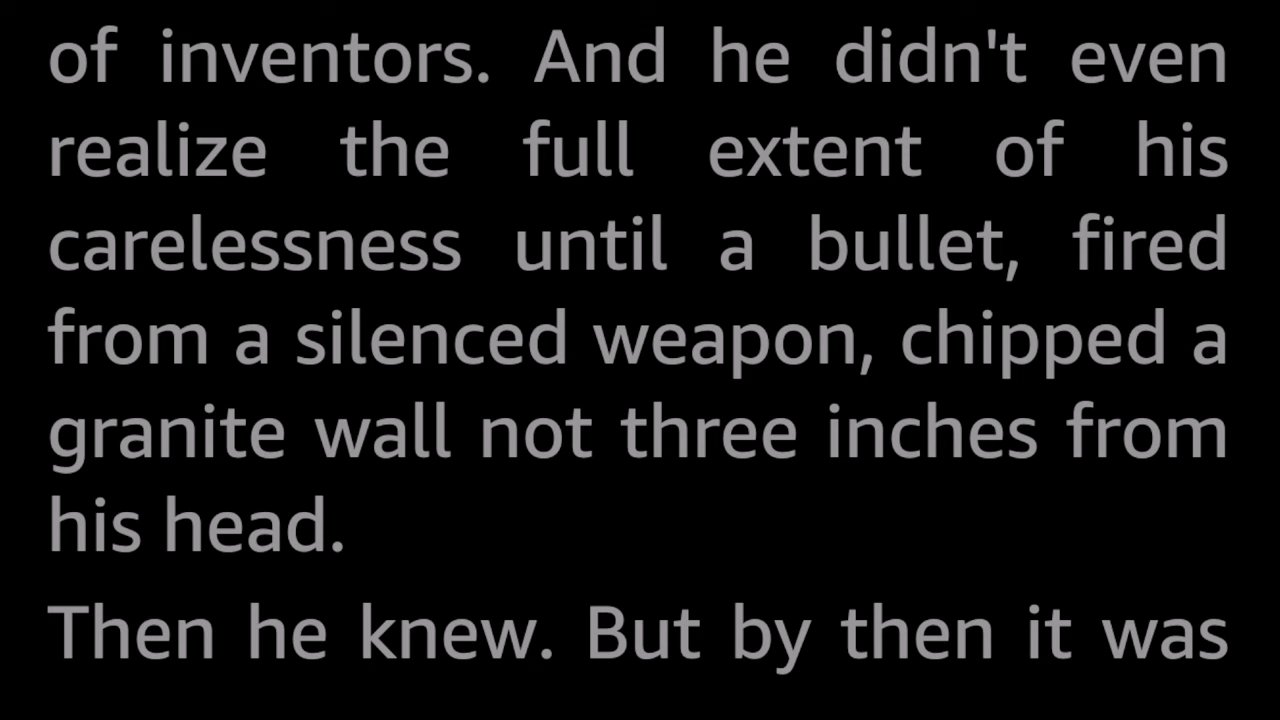 of inventors. And he didn't even
realize the full extent of his
carelessness until a bullet, fired
from a silenced weapon, chipped a
granite wall not three inches from
his head.
Then he knew. But by then it was